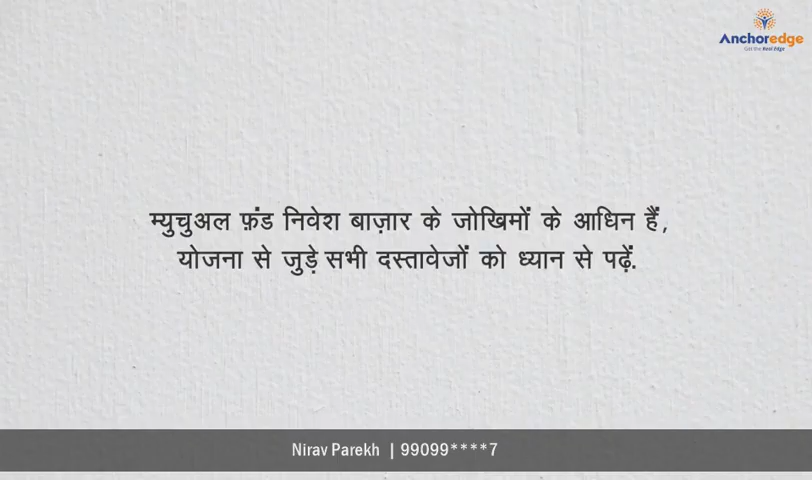 Anchoredge
Get the Real Edge
म्युचुअल फ़ंड निवेश बाज़ार के जोखिमों के आधिन हैं,
योजना से जुड़े सभी दस्तावेजों को ध्यान से पढ़ें.
Nirav Parekh | 99099****7